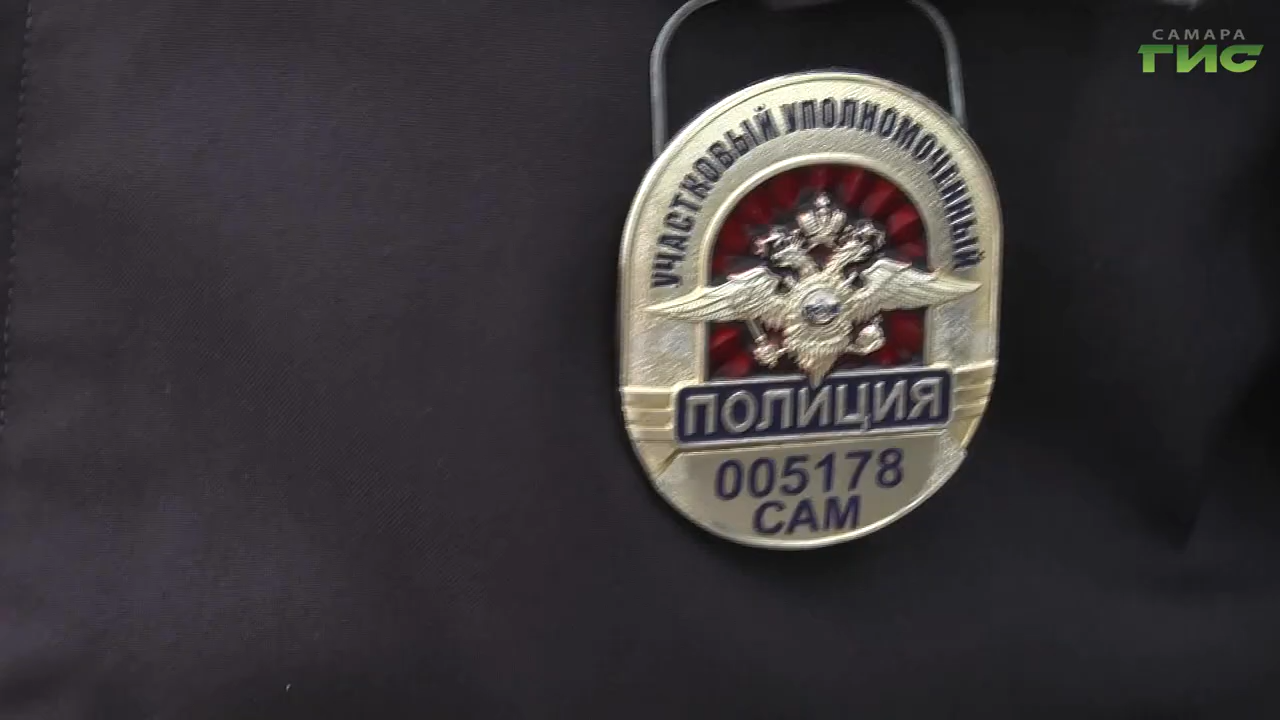 САМАРА
ГИС
УЧАСТКОВЫЙ УПОЛНОМОЧЕННЫЙ
ПОЛИЦИЯ
005178
САМ